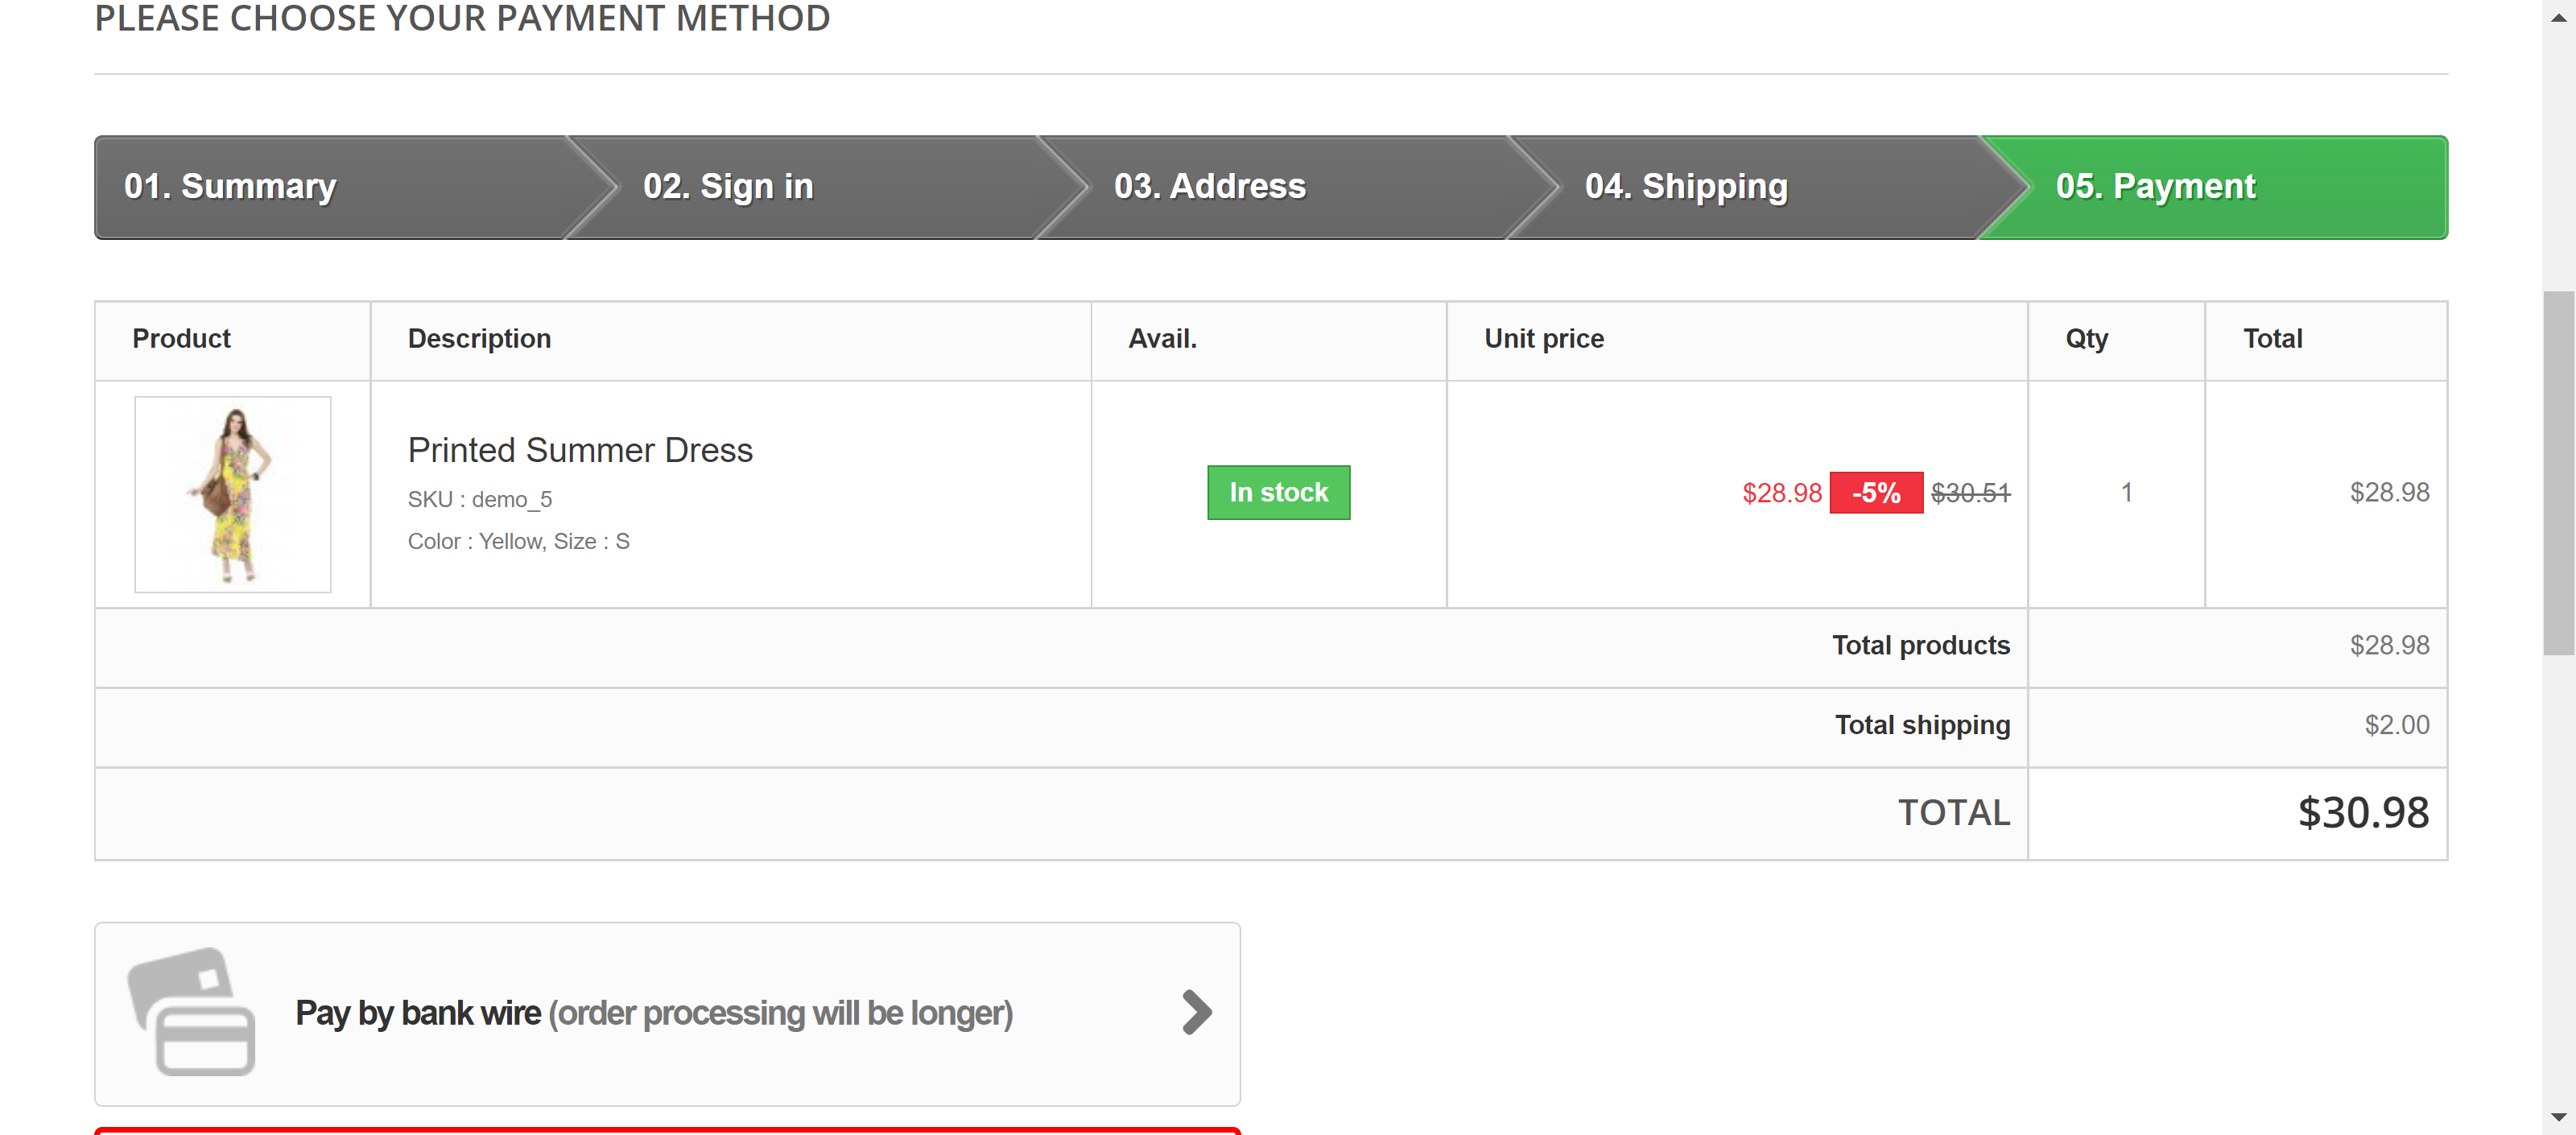 PLEASE CHOOSE YOUR PAYMENT METHOD
01. Summary
02. Sign in
03. Address
04. Shipping
05. Payment
Product
Description
Avail.
Unit price
Qty
Total
Printed Summer Dress
SKU : demo_5
Color : Yellow, Size : S
In stock
$28.98 -5% $30.51
1
$28.98
Total products
$28.98
Total shipping
$2.00
TOTAL
$30.98
Pay by bank wire (order processing will be longer)